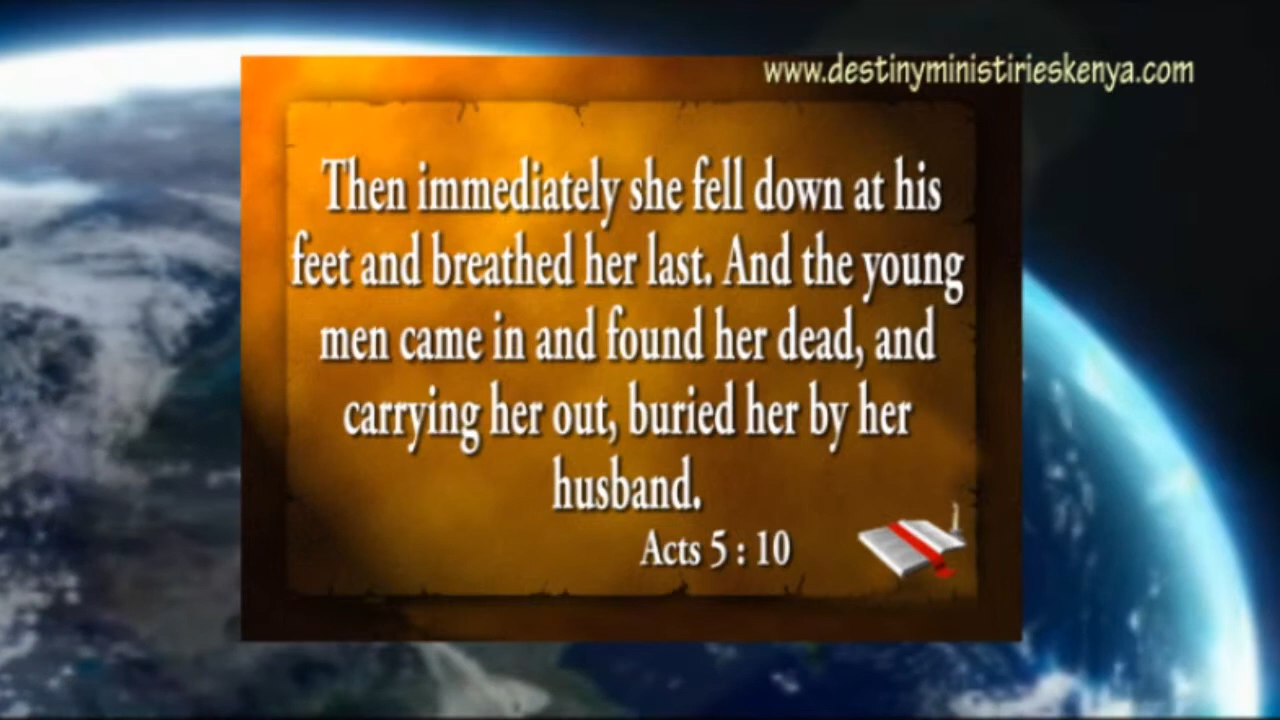 www.destinyministirieskenya.com
Then immediately she fell down at his
feet and breathed her last. And the young
men came in and found her dead, and
carrying her out, buried her by her
husband.
Acts 5 : 10